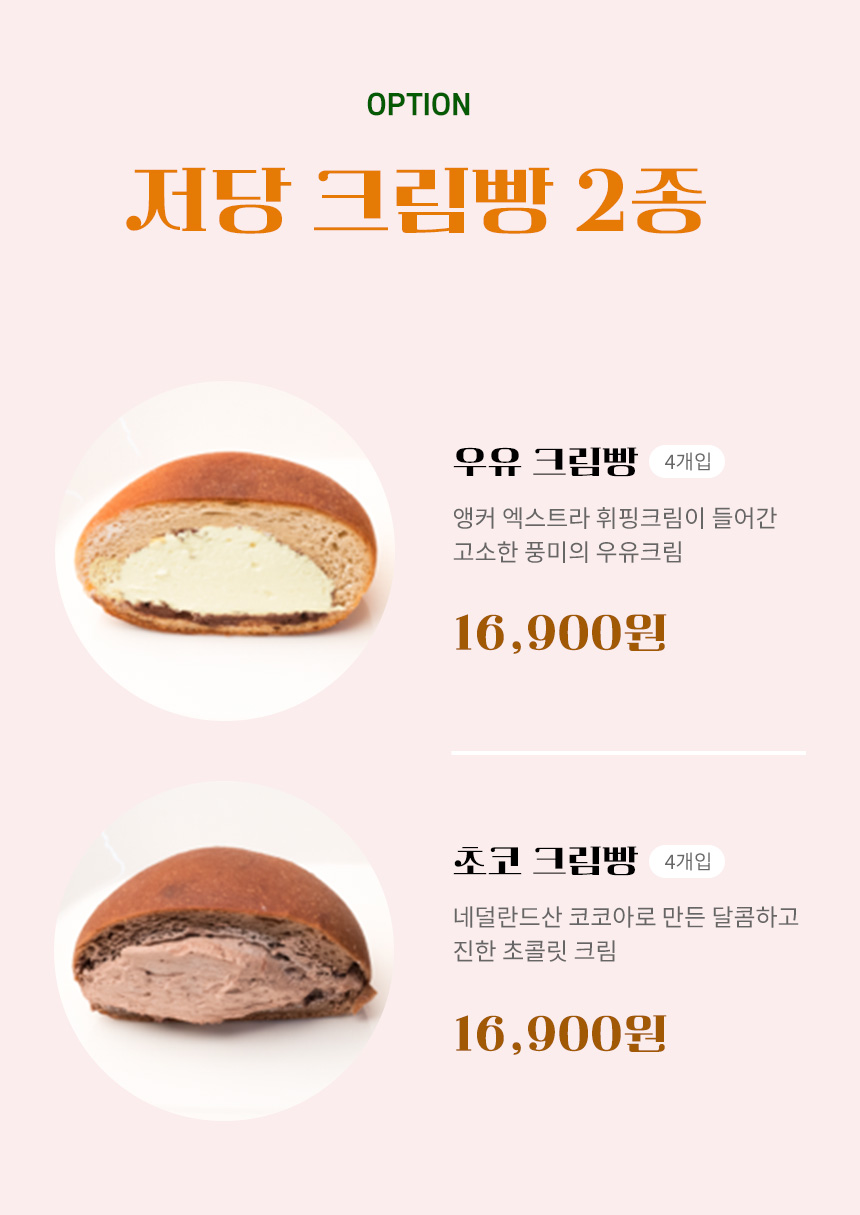 OPTION
저당 크림빵 2종
우유 크림빵 4개입
앵커 엑스트라 휘핑크림이 들어간
고소한 풍미의 우유크림
16,900원
초코 크림빵 4개입
네덜란드산 코코아로 만든 달콤하고
진한 초콜릿 크림
16,900원